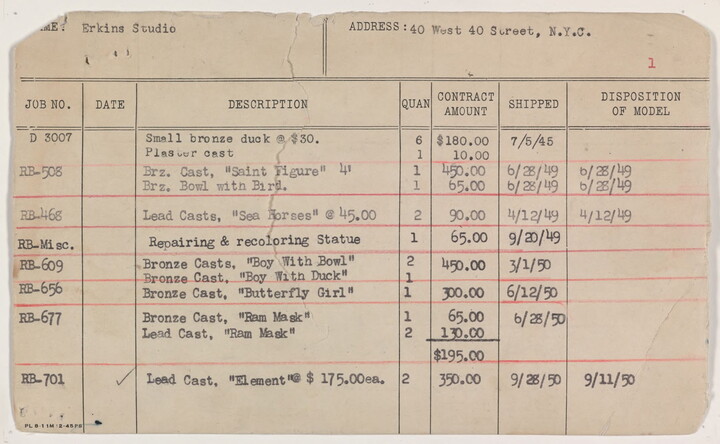 ME: Erkins Studio ADDRESS: 40 West 40 Street, N.Y.C.
1
JOB NO. DATE DESCRIPTION QUAN CONTRACT AMOUNT SHIPPED DISPOSITION OF MODEL
D 3007 Small bronze duck @ $30. 6 $180.00 7/5/45
Plaster cast 1 10.00
RB-508 Brz. Cast, "Saint Figure" 4' 1 450.00 6/28/49 6/28/49
Brz. Bowl with Bird. 1 65.00 6/28/49 6/28/49
RB-468 Lead Casts, "Sea Horses" @ 45.00 2 90.00 4/12/49 4/12/49
RB-Misc. Repairing & recoloring Statue 1 65.00 9/20/49
RB-609 Bronze Casts, "Boy With Bowl" 2 450.00 3/1/50
Bronze Cast, "Boy With Duck" 1
RB-656 Bronze Cast, "Butterfly Girl" 1 300.00 6/12/50
RB-677 Bronze Cast, "Ram Mask" 1 65.00 6/28/50
Lead Cast, "Ram Mask" 2 130.00
$195.00
RB-701 ✓ Lead Cast, "Element"@ $ 175.00ea. 2 350.00 9/28/50 9/11/50